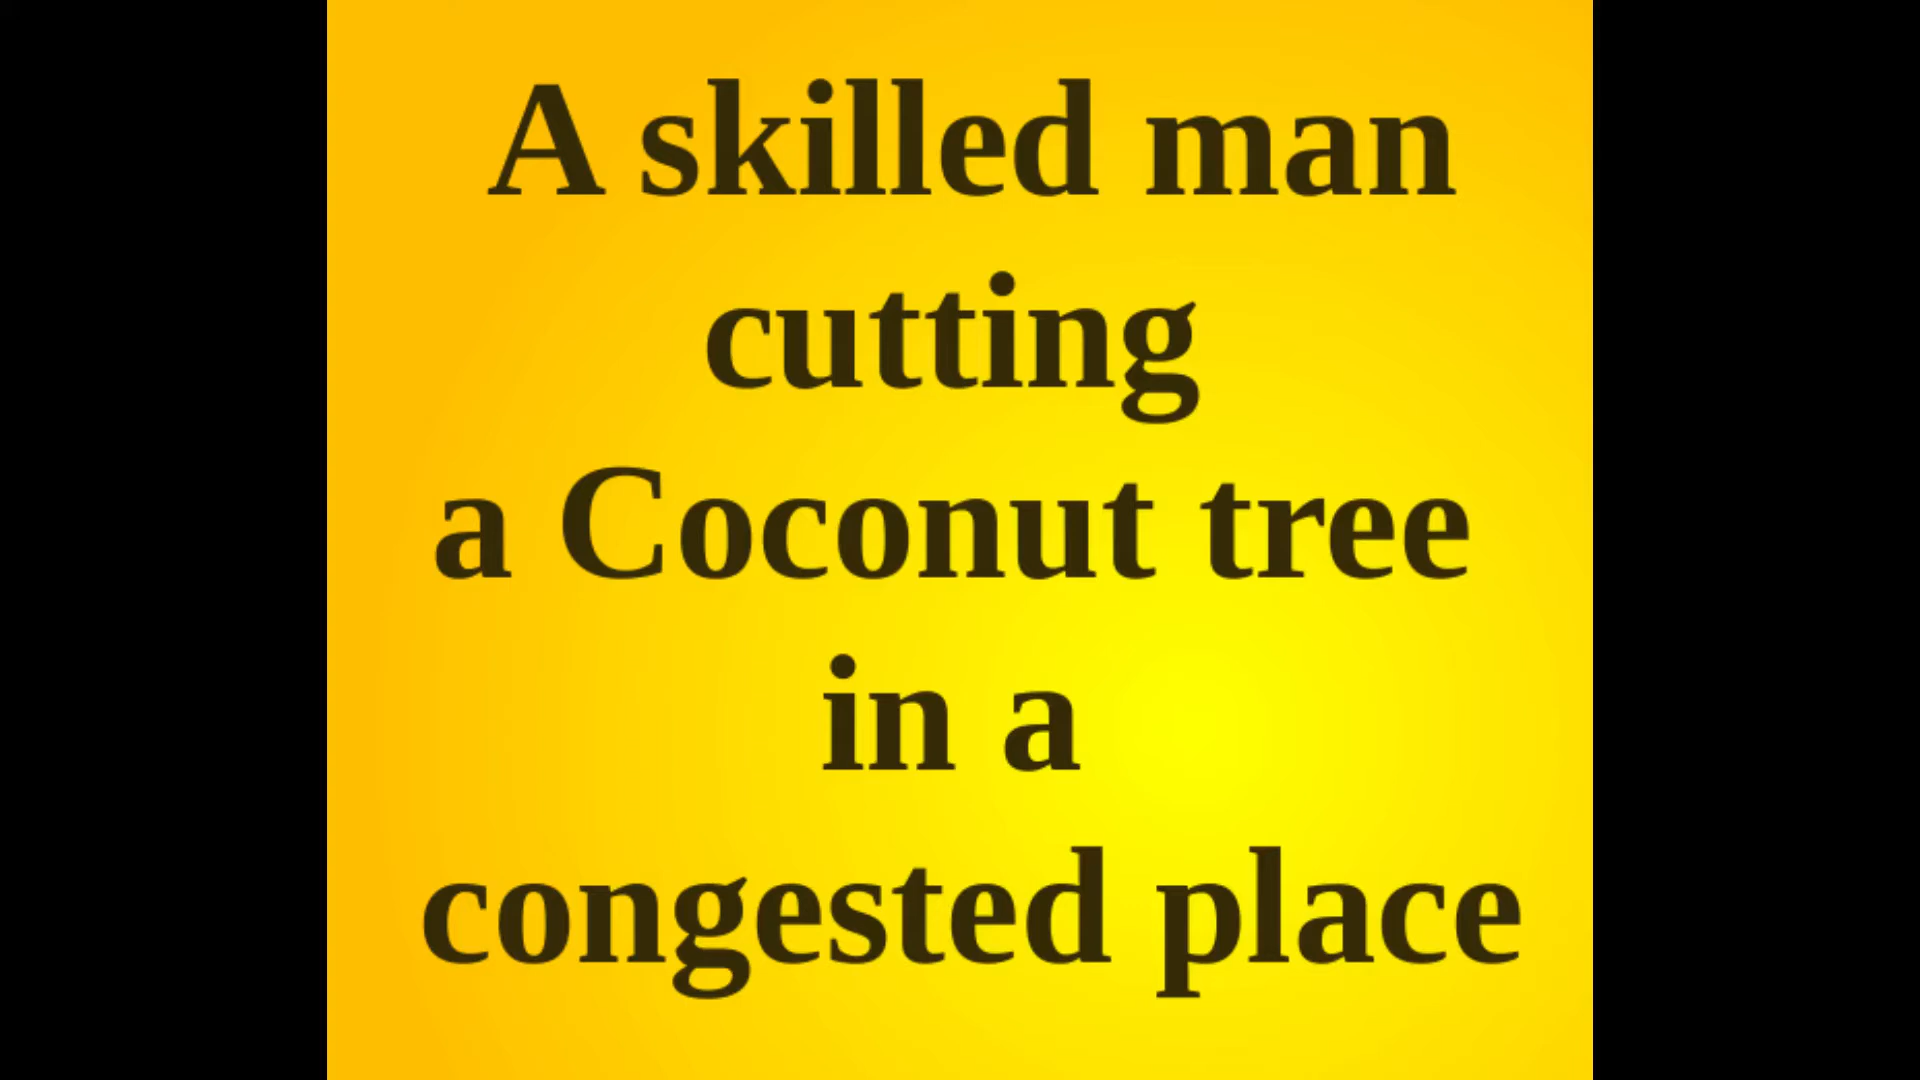 A skilled man
cutting
a Coconut tree
in a
congested place